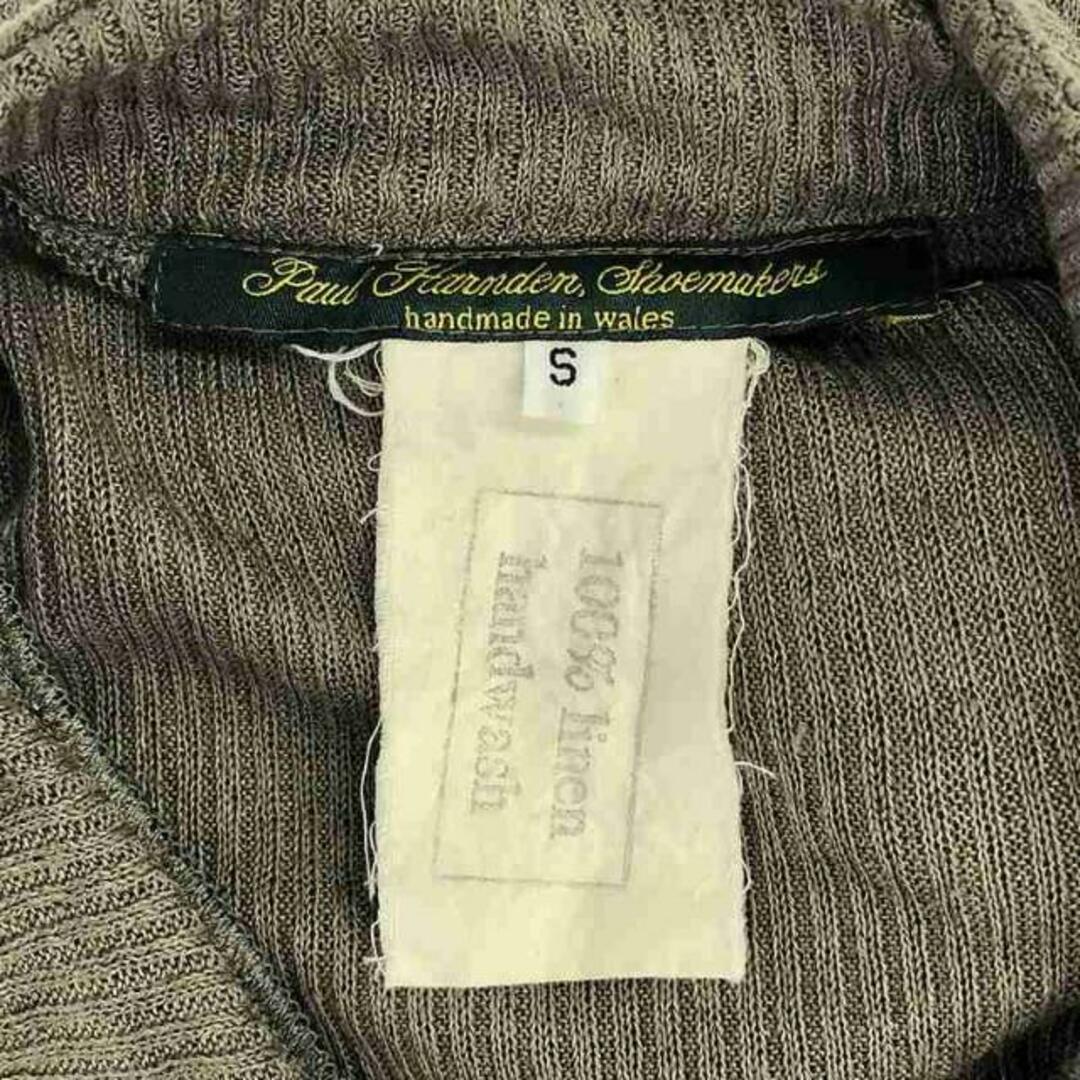 Paul Harnden, Shoemakers
handmade in wales
S
100% linen
handwash